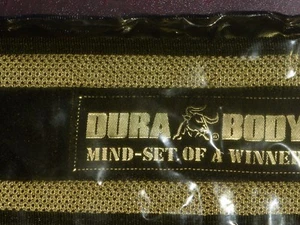 DURA BODY
MIND-SET OF A WINNER